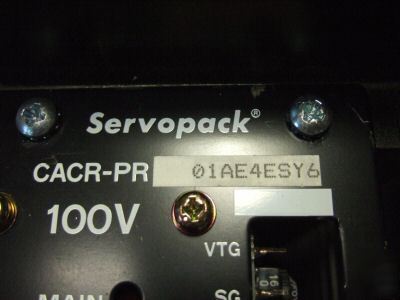 Servopack®
CACR-PR 01AE4ESY6
100V
VTG
SG
MAIN